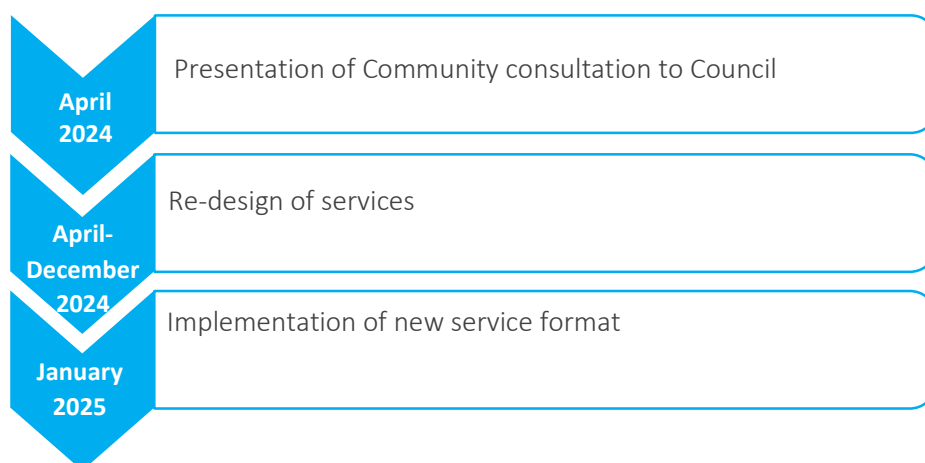 April
2024
Presentation of Community consultation to Council
April-
December
2024
Re-design of services
January
2025
Implementation of new service format